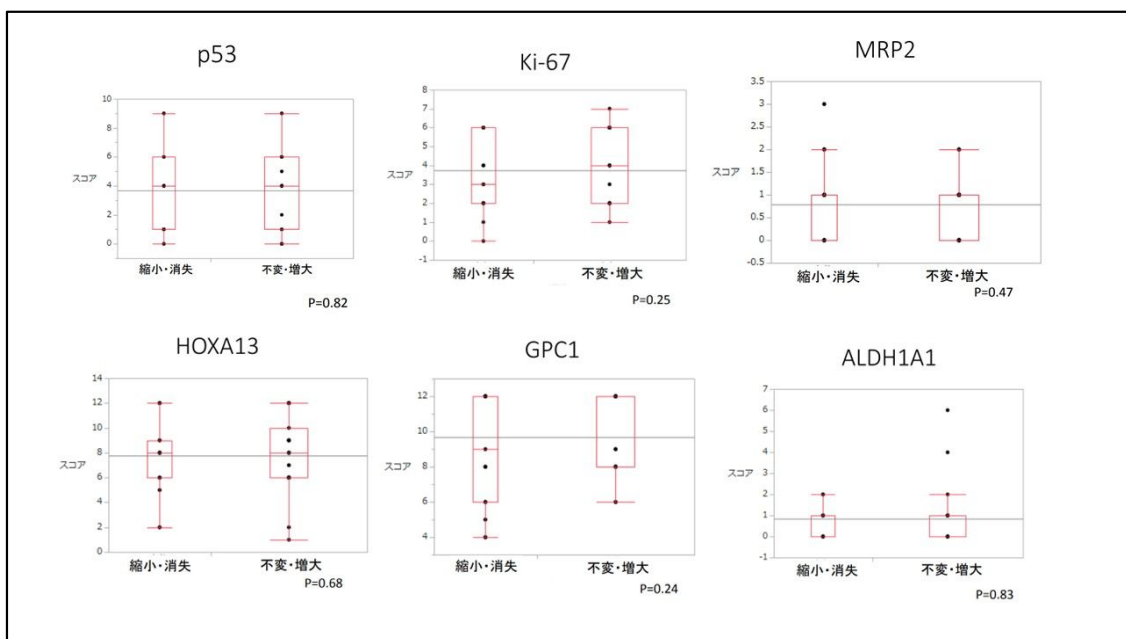 p53
Ki-67
MRP2
スコア
10
8
6
4
2
0
縮小・消失
不変・増大
P=0.82
スコア
8
7
6
5
4
3
2
1
0
-1
縮小・消失
不変・増大
P=0.25
スコア
3.5
3
2.5
2
1.5
1
0.5
0
-0.5
縮小・消失
不変・増大
P=0.47
HOXA13
GPC1
ALDH1A1
スコア
14
12
10
8
6
4
2
0
縮小・消失
不変・増大
P=0.68
スコア
12
10
8
6
4
縮小・消失
不変・増大
P=0.24
スコア
7
6
5
4
3
2
1
0
-1
縮小・消失
不変・増大
P=0.83